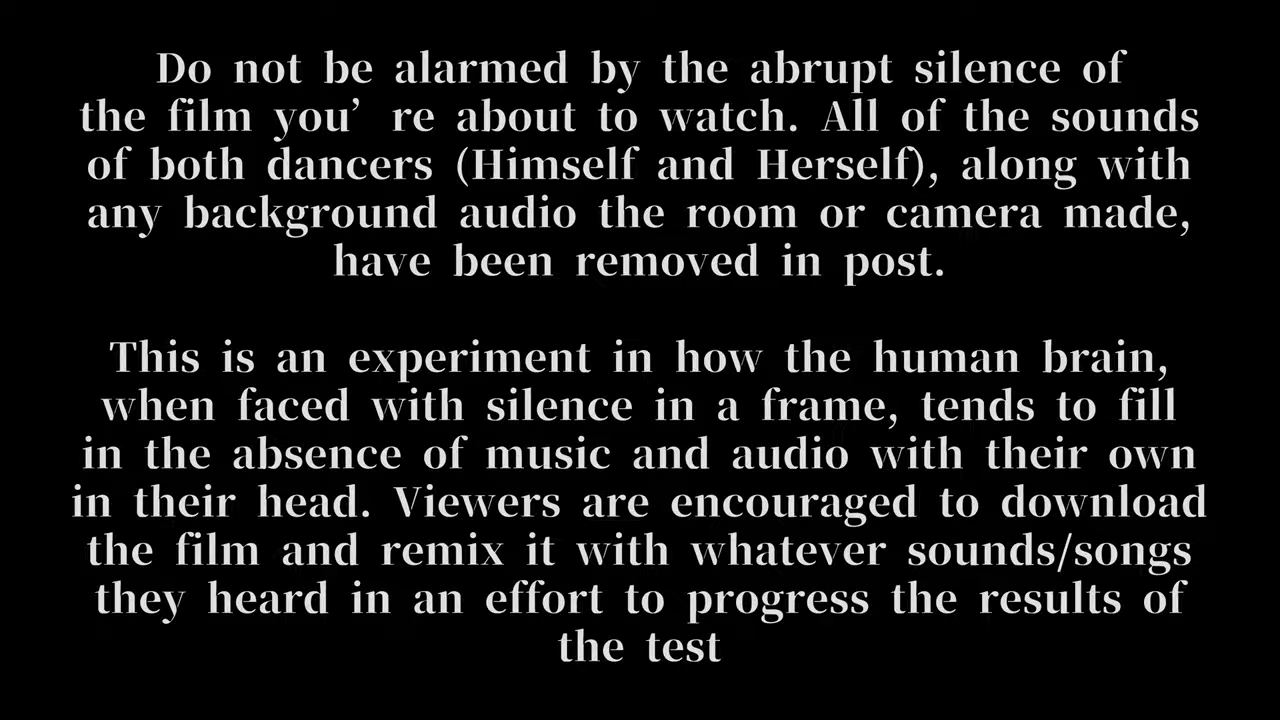 Do not be alarmed by the abrupt silence of
the film you’re about to watch. All of the sounds
of both dancers (Himself and Herself), along with
any background audio the room or camera made,
have been removed in post.
This is an experiment in how the human brain,
when faced with silence in a frame, tends to fill
in the absence of music and audio with their own
in their head. Viewers are encouraged to download
the film and remix it with whatever sounds/songs
they heard in an effort to progress the results of
the test